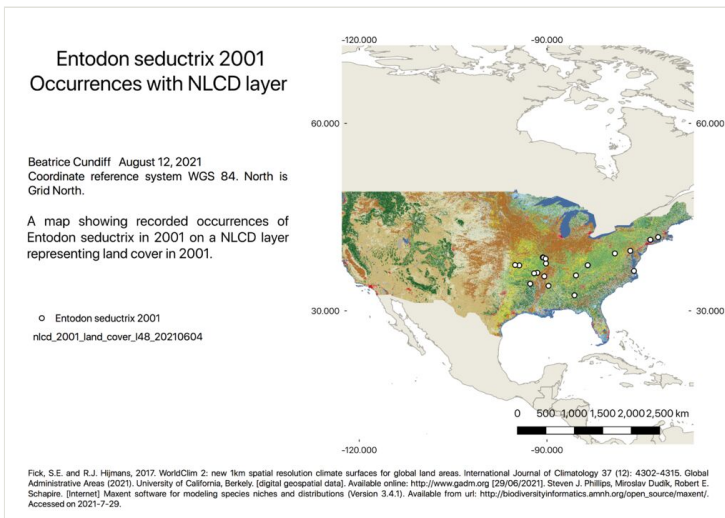 Entodon seductrix 2001
Occurrences with NLCD layer
Beatrice Cundiff August 12, 2021
Coordinate reference system WGS 84. North is
Grid North.
A map showing recorded occurrences of
Entodon seductrix in 2001 on a NLCD layer
representing land cover in 2001.
Entodon seductrix 2001
nlcd_2001_land_cover_l48_20210604
-120.000 -90.000
60.000 60.000
30.000 30.000
0 500 1,000 1,500 2,000 2,500 km
-120.000 -90.000
Fick, S.E. and R.J. Hijmans, 2017. WorldClim 2: new 1km spatial resolution climate surfaces for global land areas. International Journal of Climatology 37 (12): 4302-4315. Global
Administrative Areas (2021). University of California, Berkely. [digital geospatial data]. Available online: http://www.gadm.org [29/06/2021]. Steven J. Phillips, Miroslav Dudík, Robert E.
Schapire. [Internet] Maxent software for modeling species niches and distributions (Version 3.4.1). Available from url: http://biodiversityinformatics.amnh.org/open_source/maxent/.
Accessed on 2021-7-29.